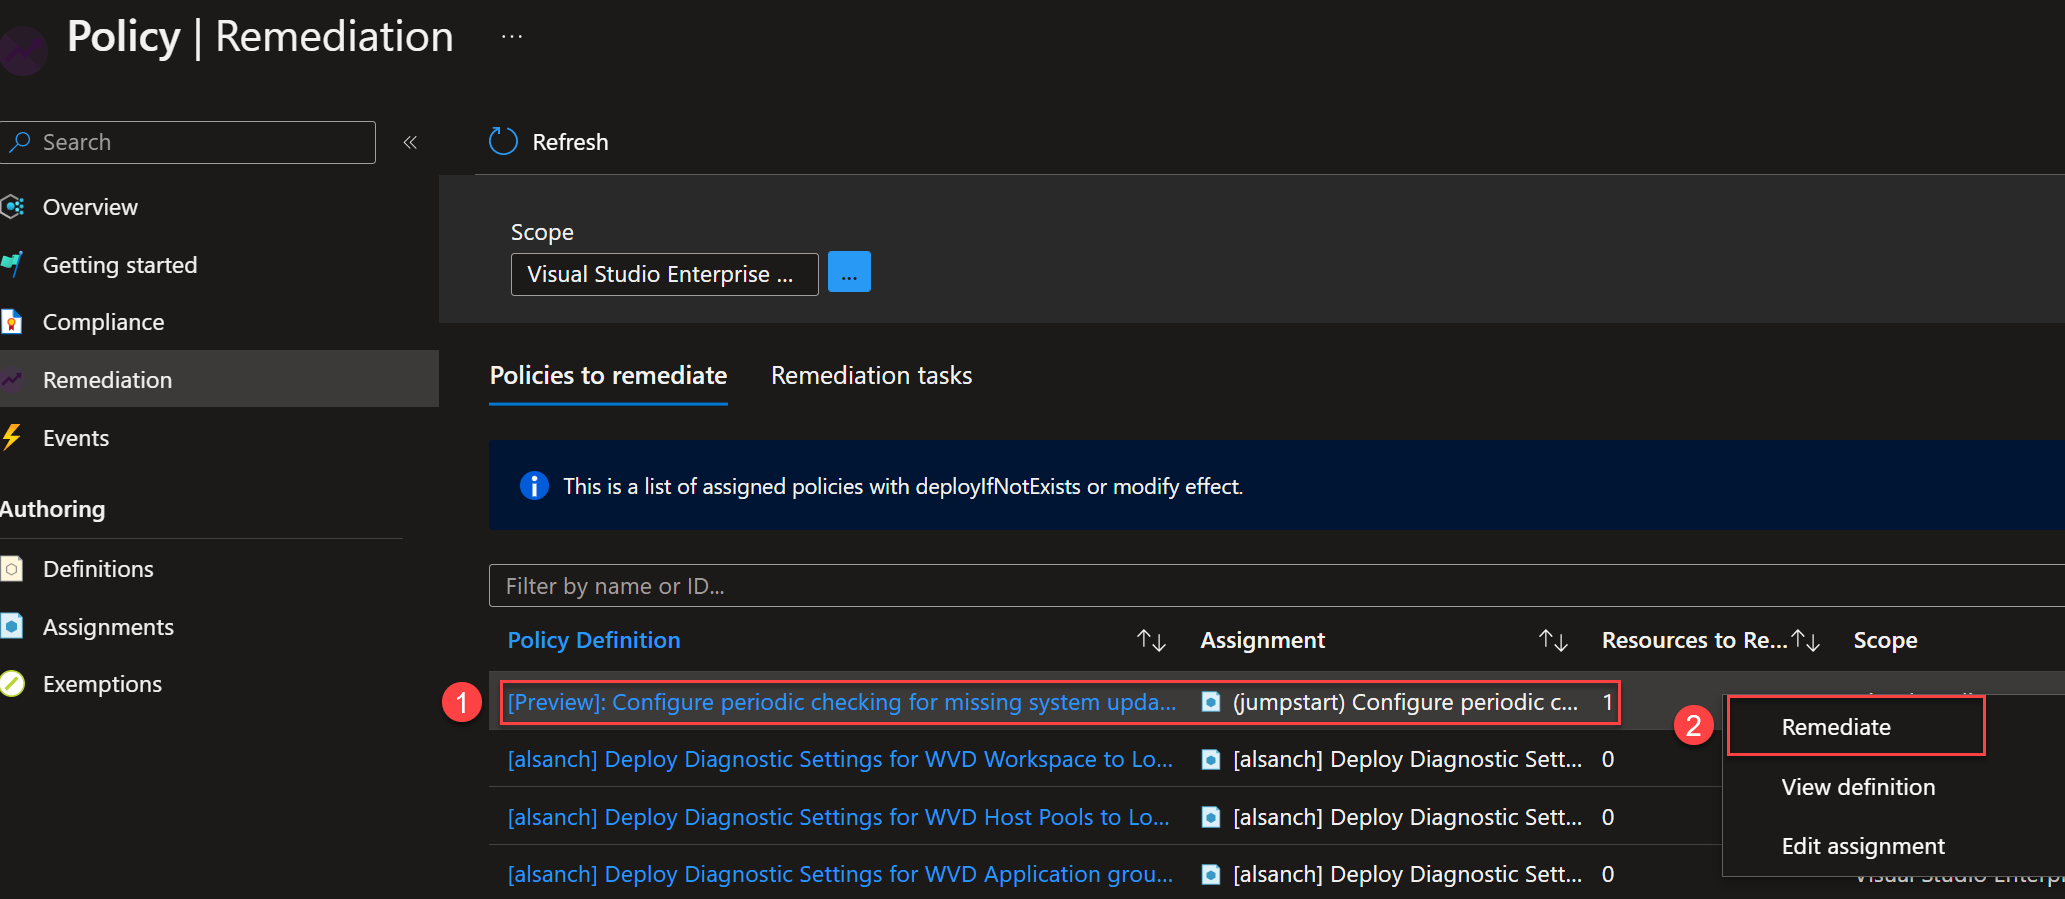 Policy | Remediation ...
Search «
Overview
Getting started
Compliance
Remediation
Events
Authoring
Definitions
Assignments
Exemptions
Refresh
Scope
Visual Studio Enterprise ... ...
Policies to remediate Remediation tasks
This is a list of assigned policies with deployIfNotExists or modify effect.
Filter by name or ID...
Policy Definition ↑↓ Assignment ↑↓ Resources to Re...↑↓ Scope
1 [Preview]: Configure periodic checking for missing system upda... (jumpstart) Configure periodic c... 1
[alsanch] Deploy Diagnostic Settings for WVD Workspace to Lo... [alsanch] Deploy Diagnostic Sett... 0
[alsanch] Deploy Diagnostic Settings for WVD Host Pools to Lo... [alsanch] Deploy Diagnostic Sett... 0
[alsanch] Deploy Diagnostic Settings for WVD Application grou... [alsanch] Deploy Diagnostic Sett... 0
2 Remediate
View definition
Edit assignment
Visual Studio Enterpr